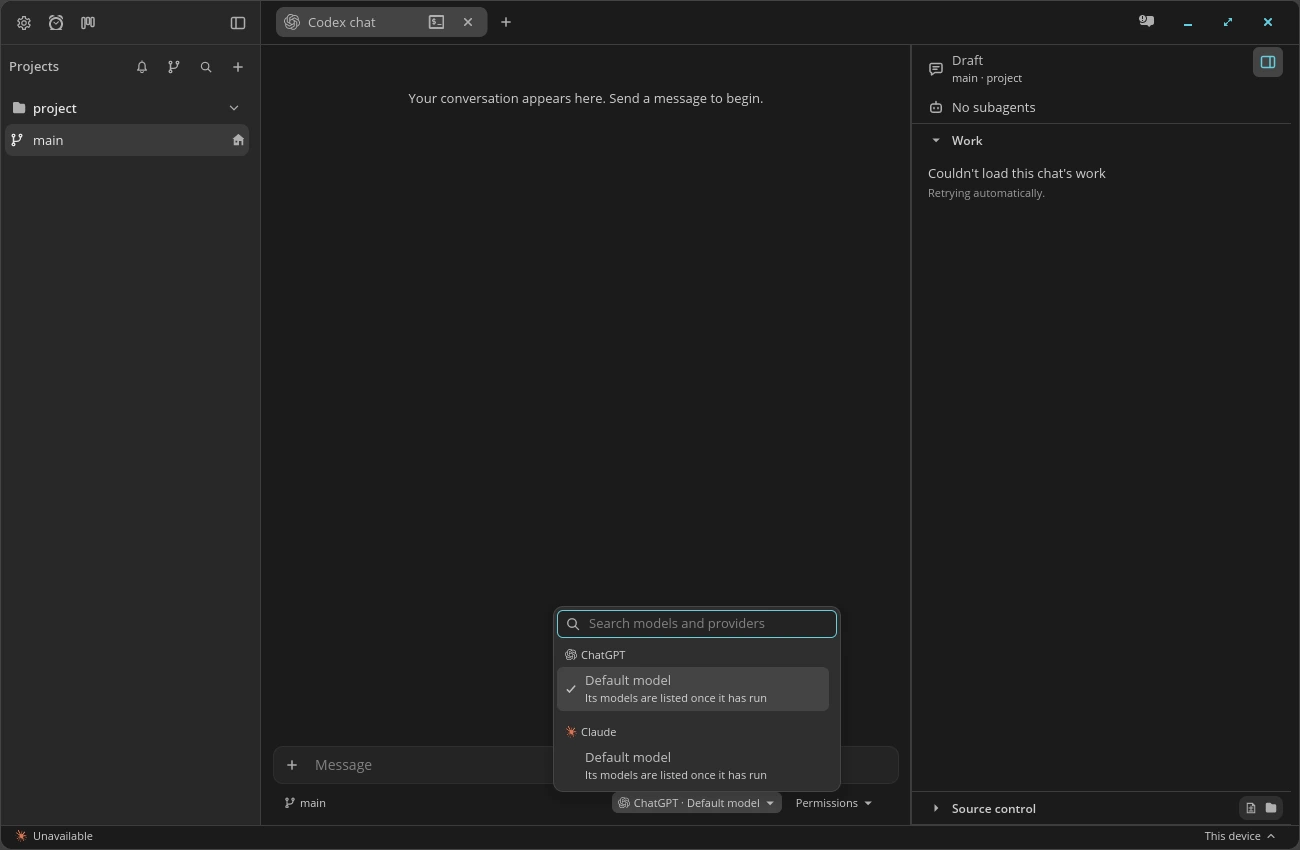 Codex chat
Projects
project
main
Your conversation appears here. Send a message to begin.
Draft
main · project
No subagents
Work
Couldn't load this chat's work
Retrying automatically.
Search models and providers
ChatGPT
Default model
Its models are listed once it has run
Claude
Default model
Its models are listed once it has run
Message
main
ChatGPT · Default model
Permissions
Source control
Unavailable
This device